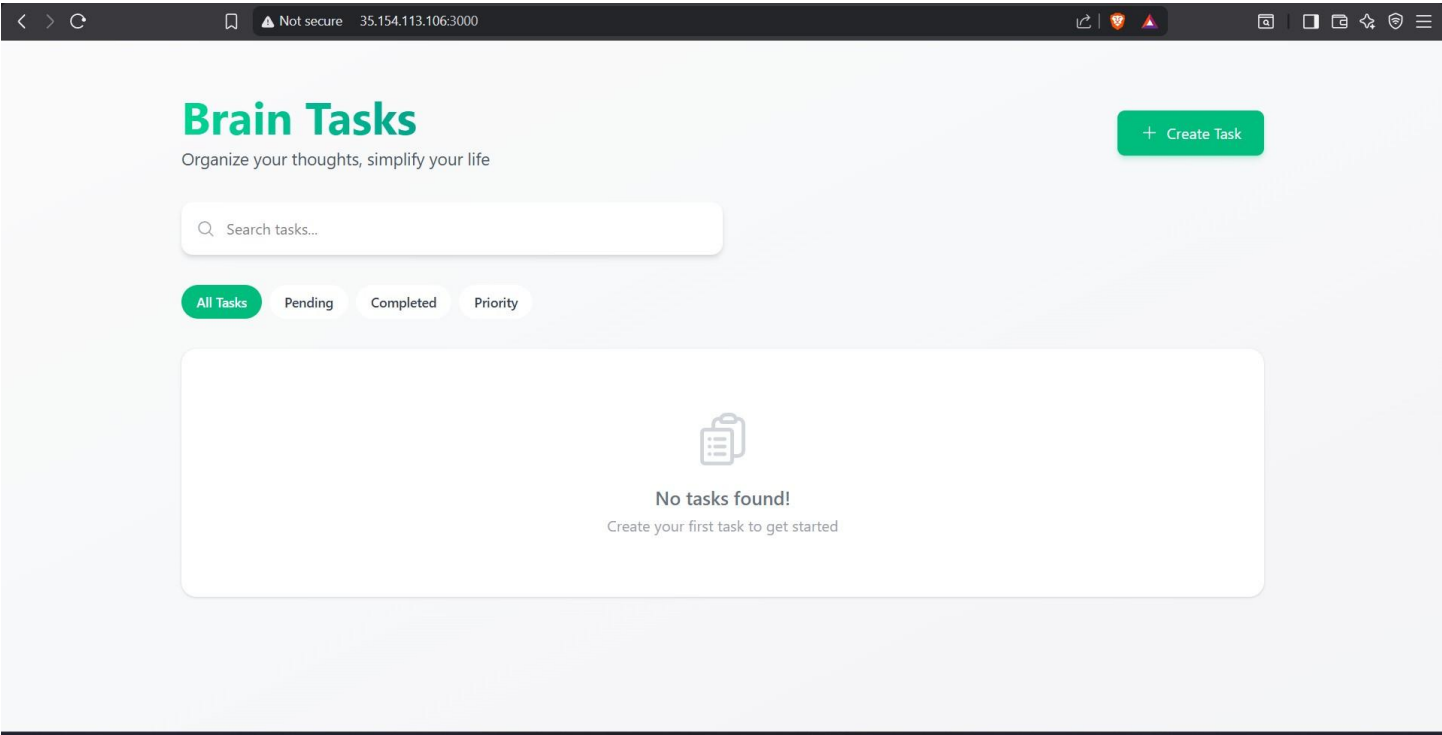 Not secure 35.154.113.106:3000
Brain Tasks
+ Create Task
Organize your thoughts, simplify your life
Search tasks...
All Tasks Pending Completed Priority
No tasks found!
Create your first task to get started